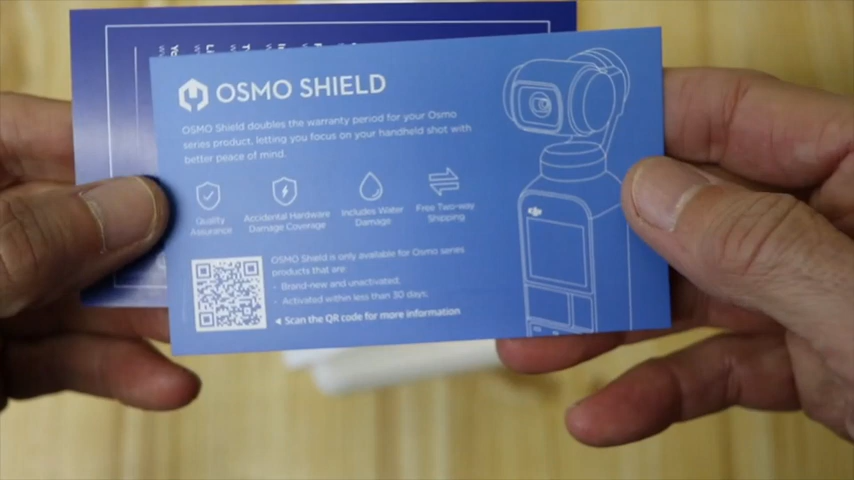 OSMO SHIELD
OSMO Shield doubles the warranty period for your Osmo
series product, letting you focus on your handheld shot with
better peace of mind.
Quality
Assurance
Accidental Hardware
Damage Coverage
Includes Water
Damage
Free Two-way
Shipping
OSMO Shield is only available for Osmo series
products that are:
- Brand-new and unactivated;
- Activated within less than 30 days;
◄ Scan the QR code for more information
dji